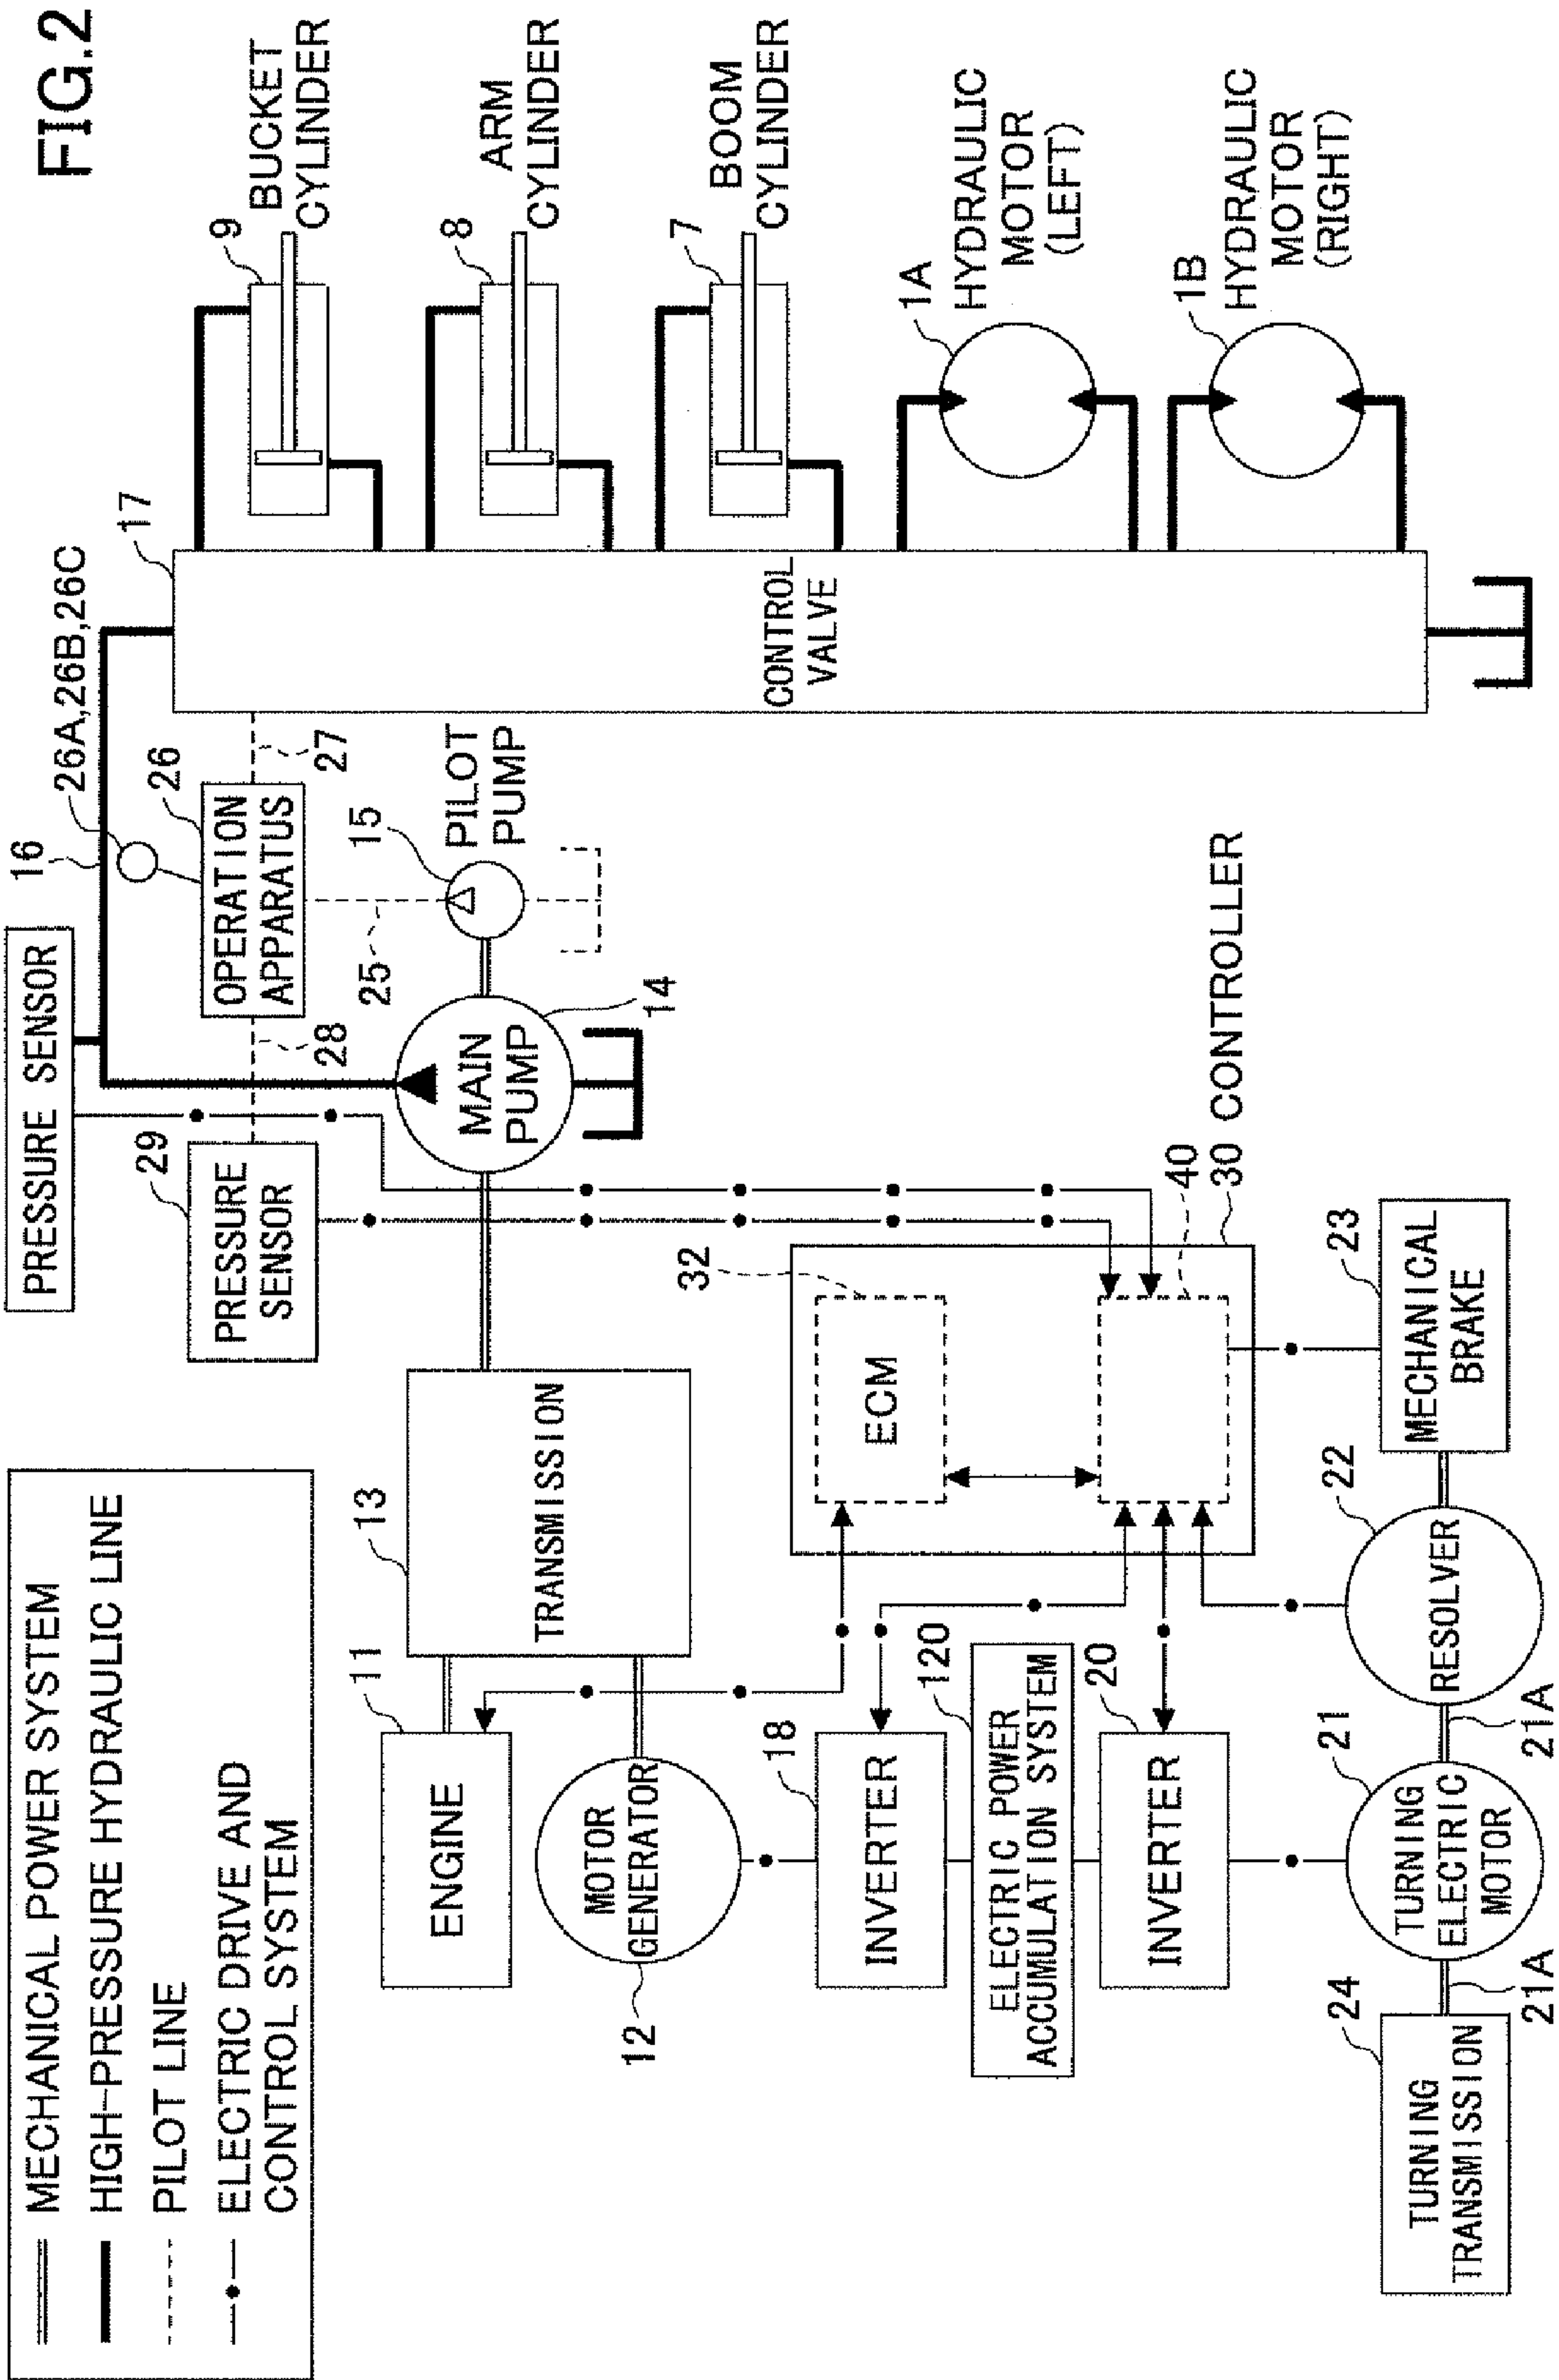 FIG.2
MECHANICAL POWER SYSTEM
HIGH-PRESSURE HYDRAULIC LINE
PILOT LINE
ELECTRIC DRIVE AND
CONTROL SYSTEM
PRESSURE SENSOR
16
26A,26B,26C
17
29
PRESSURE
SENSOR
28
26
OPERATION
APPARATUS
27
25
15
PILOT
PUMP
MAIN
PUMP
14
9
BUCKET
CYLINDER
8
ARM
CYLINDER
7
BOOM
CYLINDER
1A
HYDRAULIC
MOTOR
(LEFT)
1B
HYDRAULIC
MOTOR
(RIGHT)
CONTROL
VALVE
11
ENGINE
13
TRANSMISSION
MOTOR
GENERATOR
12
18
INVERTER
120
ELECTRIC POWER
ACCUMULATION SYSTEM
20
INVERTER
32
ECM
40
30 CONTROLLER
24
TURNING
TRANSMISSION
21A
21
TURNING
ELECTRIC
MOTOR
21A
22
RESOLVER
23
MECHANICAL
BRAKE